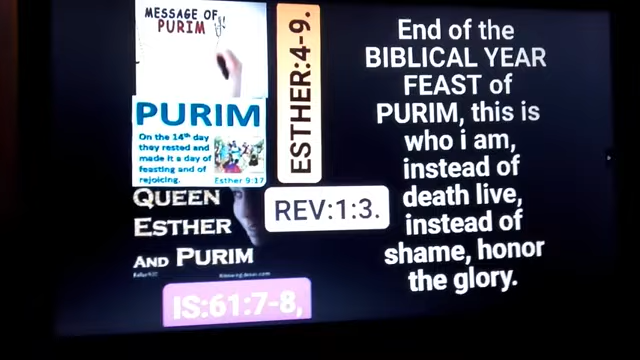 MESSAGE OF
PURIM
PURIM
On the 14th day
they rested and
made it a day of
feasting and of
rejoicing.
Esther 9:17
QUEEN
ESTHER
AND PURIM
ESTHER:4-9.
REV:1:3.
IS:61:7-8,
End of the
BIBLICAL YEAR
FEAST of
PURIM, this is
who i am,
instead of
death live,
instead of
shame, honor
the glory.